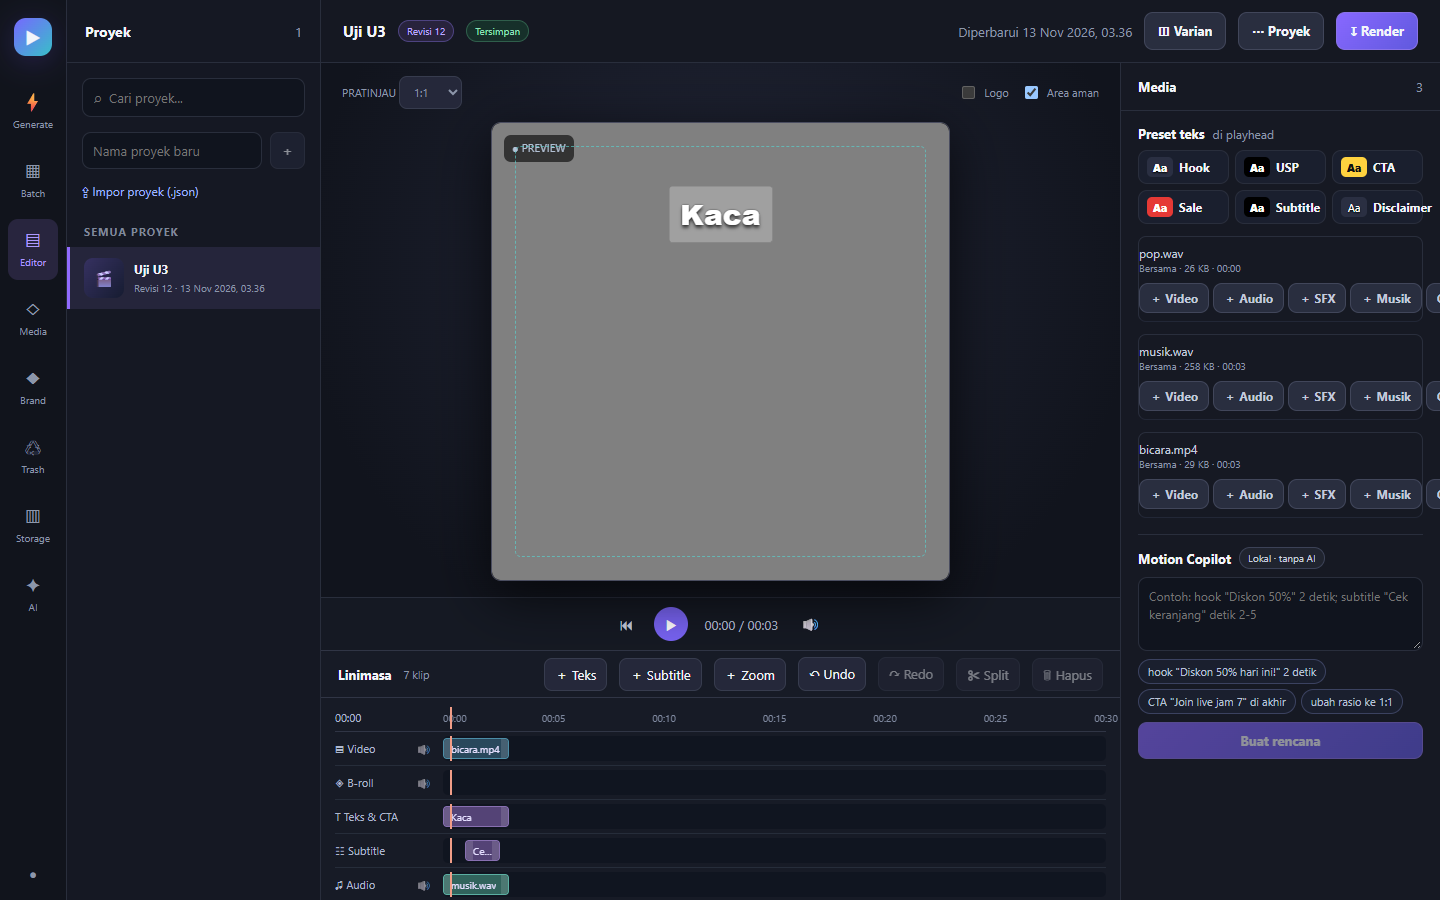 Generate
Batch
Editor
Media
Brand
Trash
Storage
AI
Proyek 1
Cari proyek...
Nama proyek baru +
Impor proyek (.json)
SEMUA PROYEK
Uji U3
Revisi 12 · 13 Nov 2026, 03.36
Uji U3 Revisi 12 Tersimpan Diperbarui 13 Nov 2026, 03.36 Varian ··· Proyek Render
PRATINJAU 1:1 Logo Area aman
PREVIEW
Kaca
00:00 / 00:03
Linimasa 7 klip + Teks + Subtitle + Zoom Undo Redo Split Hapus
00:00 00:00 00:05 00:10 00:15 00:20 00:25 00:30
Video bicara.mp4
B-roll
T Teks & CTA Kaca
Subtitle Ce...
Audio musik.wav
Media 3
Preset teks di playhead
Aa Hook Aa USP Aa CTA
Aa Sale Aa Subtitle Aa Disclaimer
pop.wav
Bersama · 26 KB · 00:00
+ Video + Audio + SFX + Musik
musik.wav
Bersama · 258 KB · 00:03
+ Video + Audio + SFX + Musik
bicara.mp4
Bersama · 29 KB · 00:03
+ Video + Audio + SFX + Musik
Motion Copilot Lokal · tanpa AI
Contoh: hook "Diskon 50%" 2 detik; subtitle "Cek
keranjang" detik 2-5
hook "Diskon 50% hari ini!" 2 detik
CTA "Join live jam 7" di akhir ubah rasio ke 1:1
Buat rencana